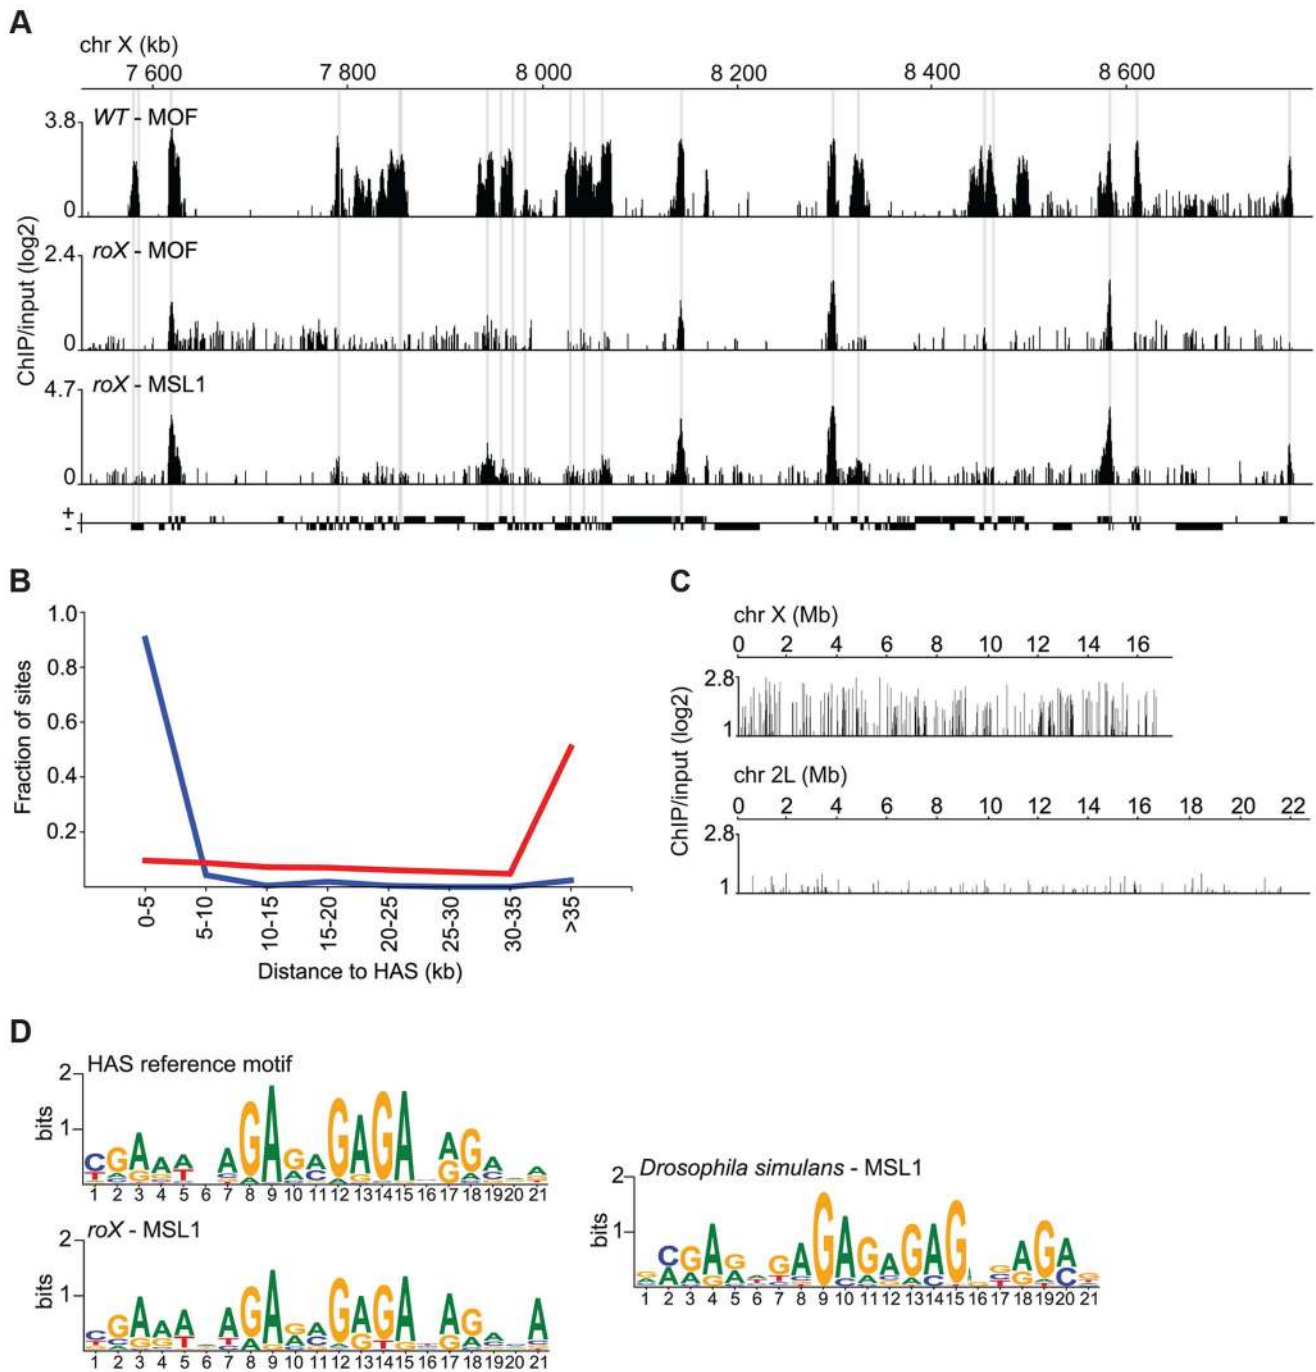 A
chr X (kb)
7 600 7 800 8 000 8 200 8 400 8 600
WT - MOF
3.8
0
roX - MOF
2.4
0
roX - MSL1
4.7
0
ChIP/input (log2)
+
-
B
1.0
0.8
0.6
0.4
0.2
Fraction of sites
0-5 5-10 10-15 15-20 20-25 25-30 30-35 >35
Distance to HAS (kb)
C
chr X (Mb)
0 2 4 6 8 10 12 14 16
2.8
1
chr 2L (Mb)
0 2 4 6 8 10 12 14 16 18 20 22
2.8
1
ChIP/input (log2)
D
HAS reference motif
2
1
bits
1 2 3 4 5 6 7 8 9 10 11 12 13 14 15 16 17 18 19 20 21
roX - MSL1
2
1
bits
1 2 3 4 5 6 7 8 9 10 11 12 13 14 15 16 17 18 19 20 21
Drosophila simulans - MSL1
2
1
bits
1 2 3 4 5 6 7 8 9 10 11 12 13 14 15 16 17 18 19 20 21